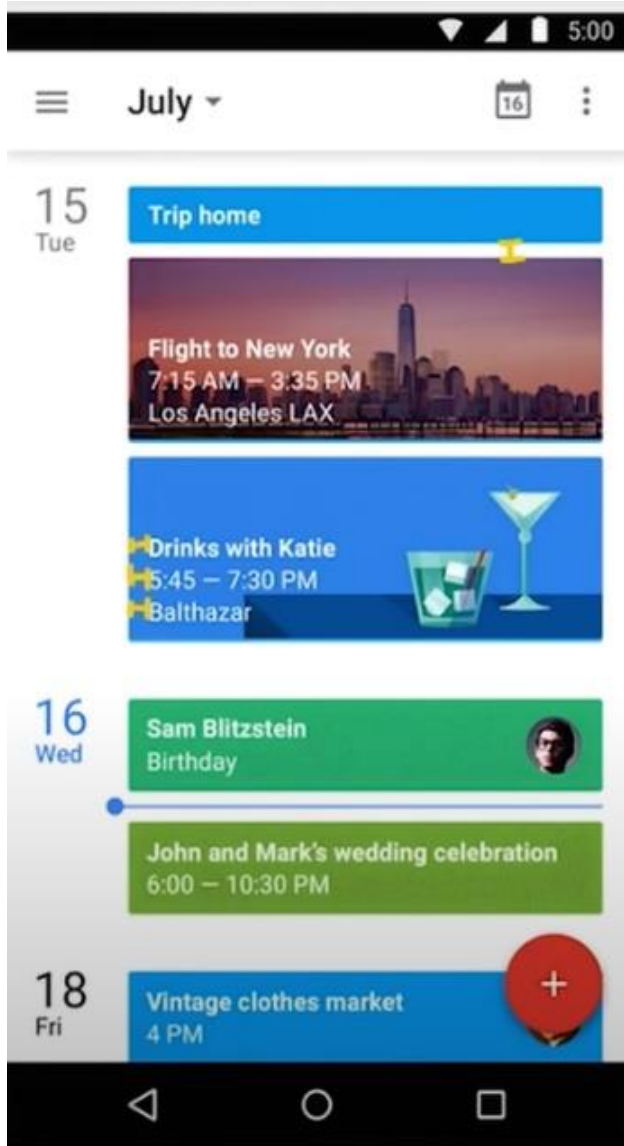 5:00
July
16
15
Tue
Trip home
Flight to New York
7:15 AM — 3:35 PM
Los Angeles LAX
Drinks with Katie
5:45 — 7:30 PM
Balthazar
16
Wed
Sam Blitzstein
Birthday
John and Mark's wedding celebration
6:00 — 10:30 PM
18
Fri
Vintage clothes market
4 PM